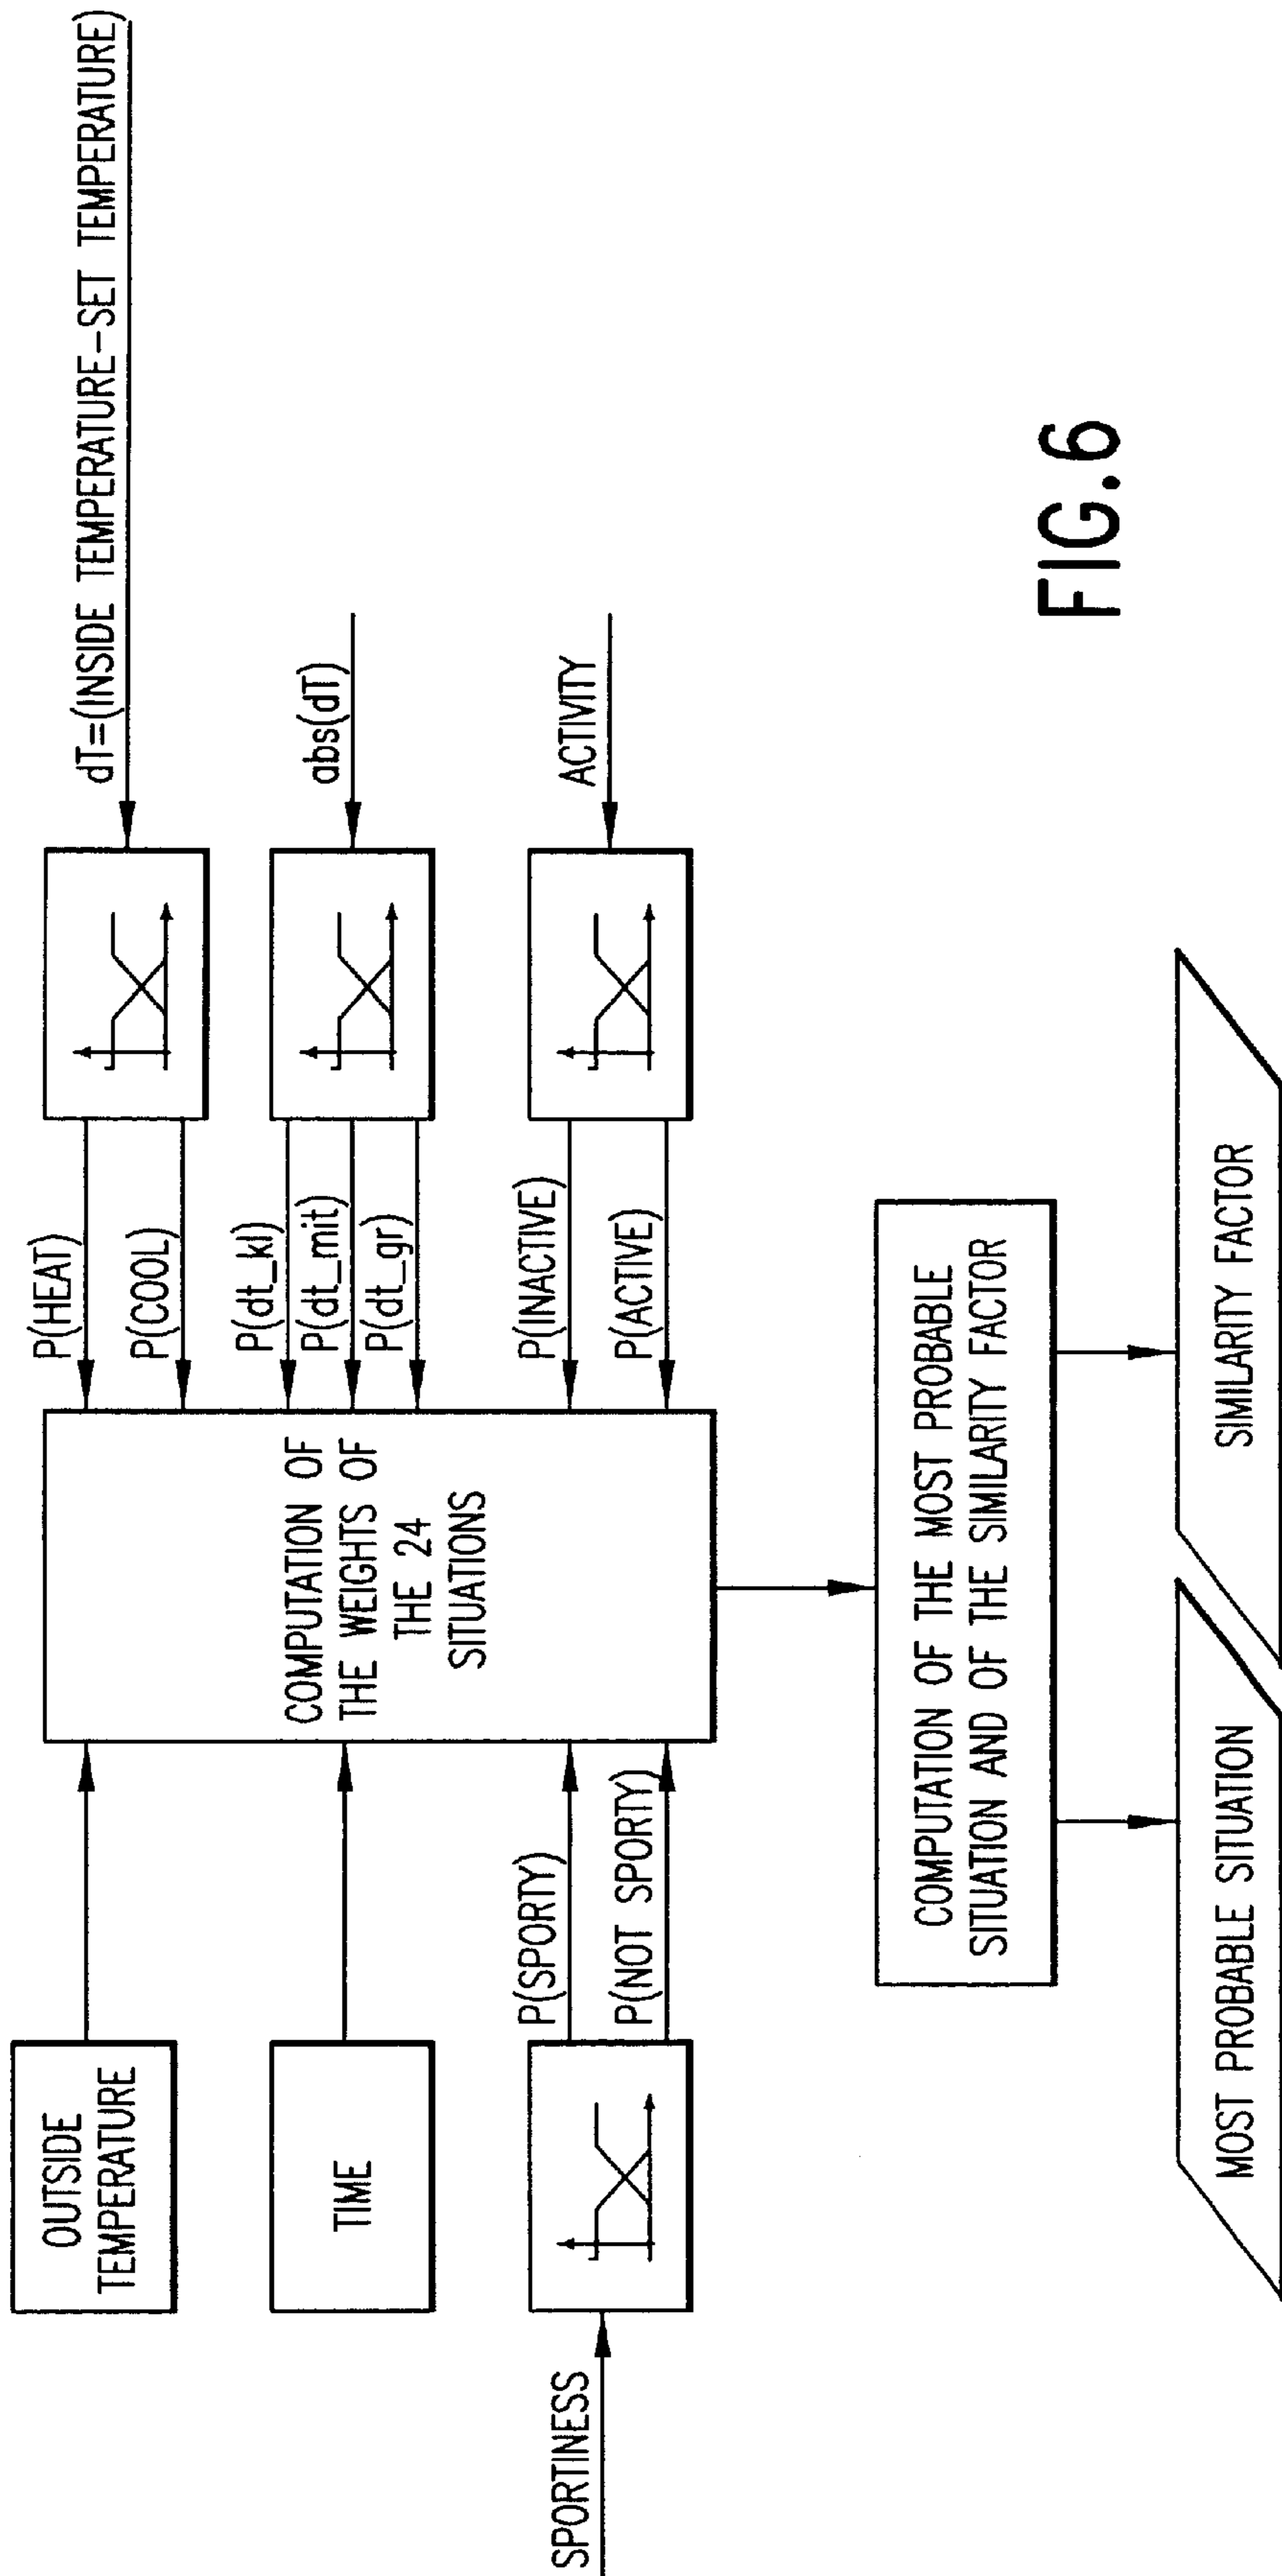 OUTSIDE
TEMPERATURE
TIME
SPORTINESS
P(SPORTY)
P(NOT SPORTY)
COMPUTATION OF
THE WEIGHTS OF
THE 24
SITUATIONS
P(HEAT)
P(COOL)
P(dt_kl)
P(dt_mit)
P(dt_gr)
P(INACTIVE)
P(ACTIVE)
dT=(INSIDE TEMPERATURE-SET TEMPERATURE)
abs(dT)
ACTIVITY
COMPUTATION OF THE MOST PROBABLE
SITUATION AND OF THE SIMILARITY FACTOR
MOST PROBABLE SITUATION
SIMILARITY FACTOR
FIG.6